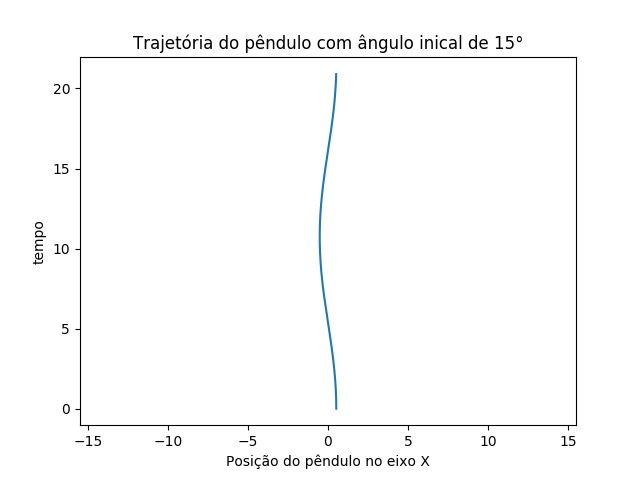 Trajetória do pêndulo com ângulo inical de 15°
20
15
10
5
0
tempo
−15 −10 −5 0 5 10 15
Posição do pêndulo no eixo X